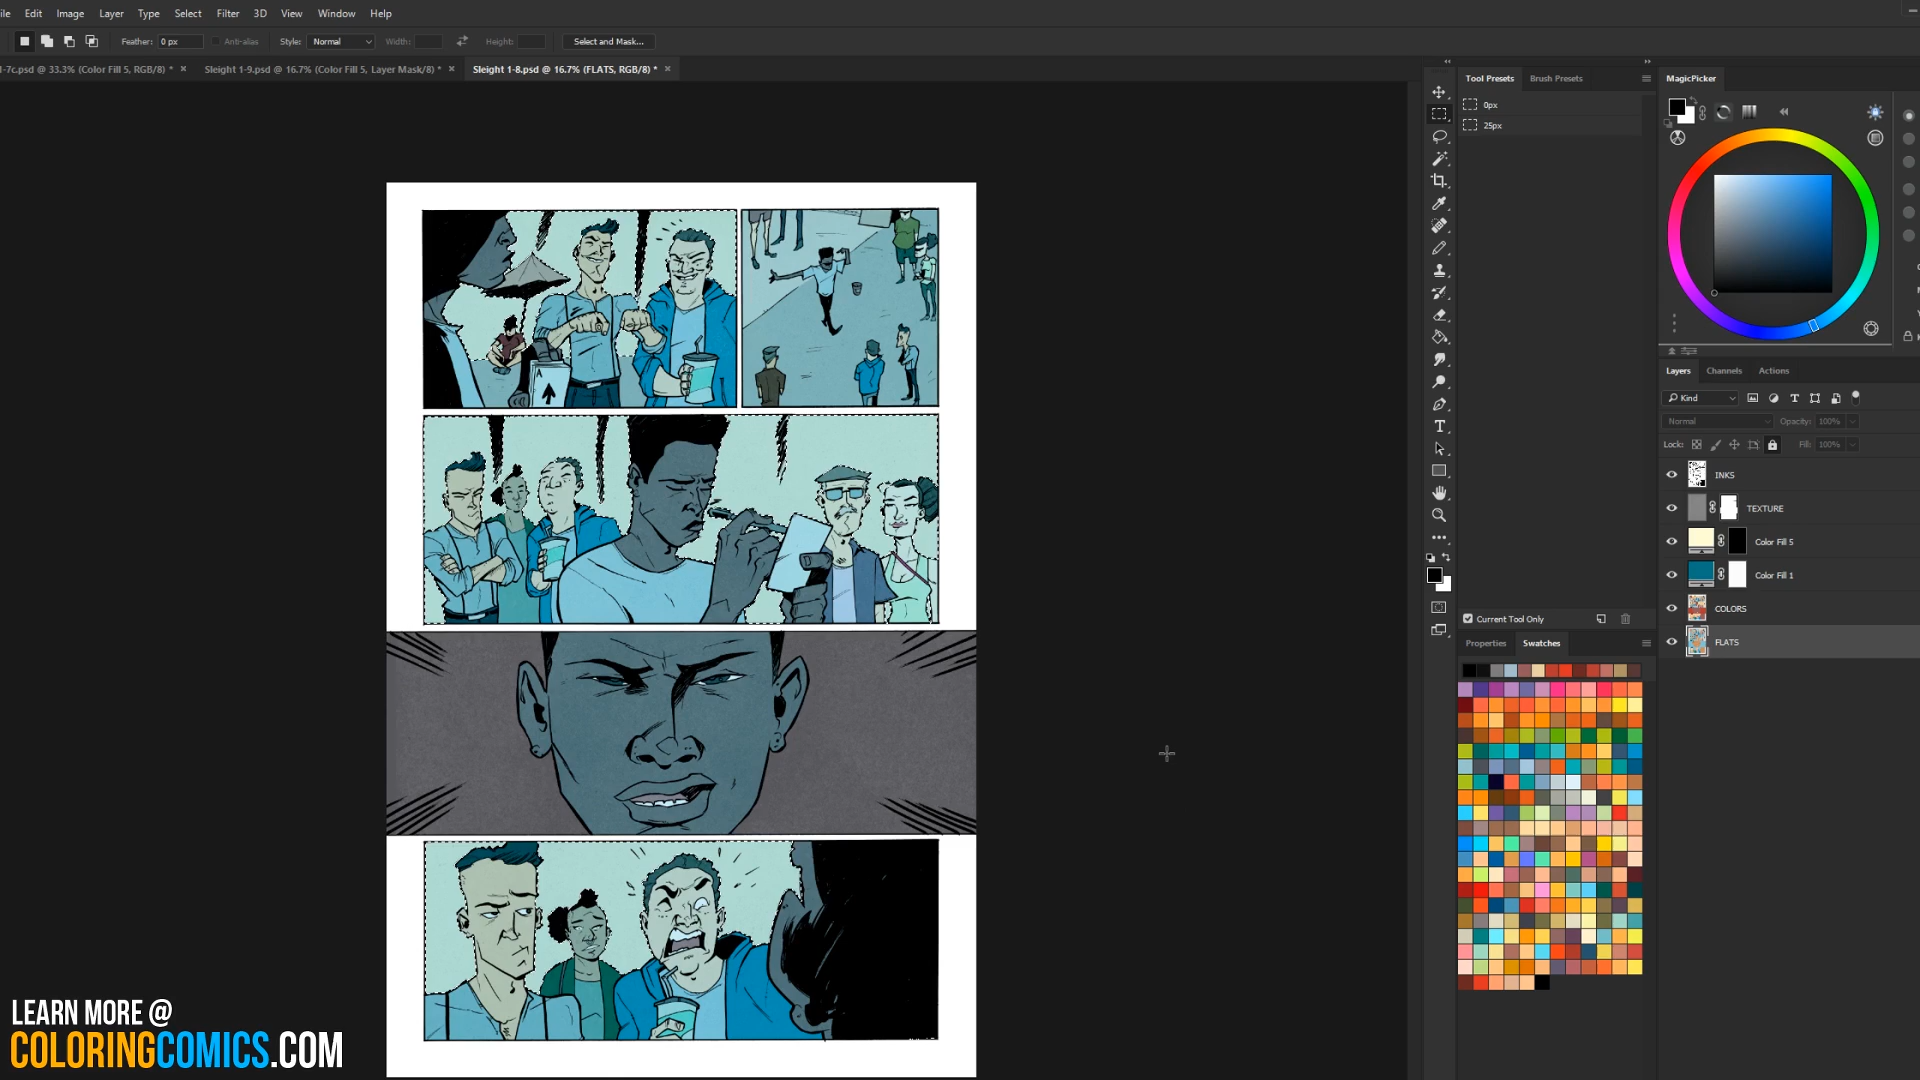 ile Edit Image Layer Type Select Filter 3D View Window Help
Feather: 0 px Anti-alias Style: Normal Width: Height: Select and Mask...
1-7c.psd @ 33.3% (Color Fill 5, RGB/8) * × Sleight 1-9.psd @ 16.7% (Color Fill 5, Layer Mask/8) * × Sleight 1-8.psd @ 16.7% (FLATS, RGB/8) * ×
Tool Presets Brush Presets
0px
25px
Current Tool Only
Properties Swatches
MagicPicker
Layers Channels Actions
Kind
Normal Opacity: 100%
Lock: Fill: 100%
INKS
TEXTURE
Color Fill 5
Color Fill 1
COLORS
FLATS
A
LEARN MORE @
COLORINGCOMICS.COM